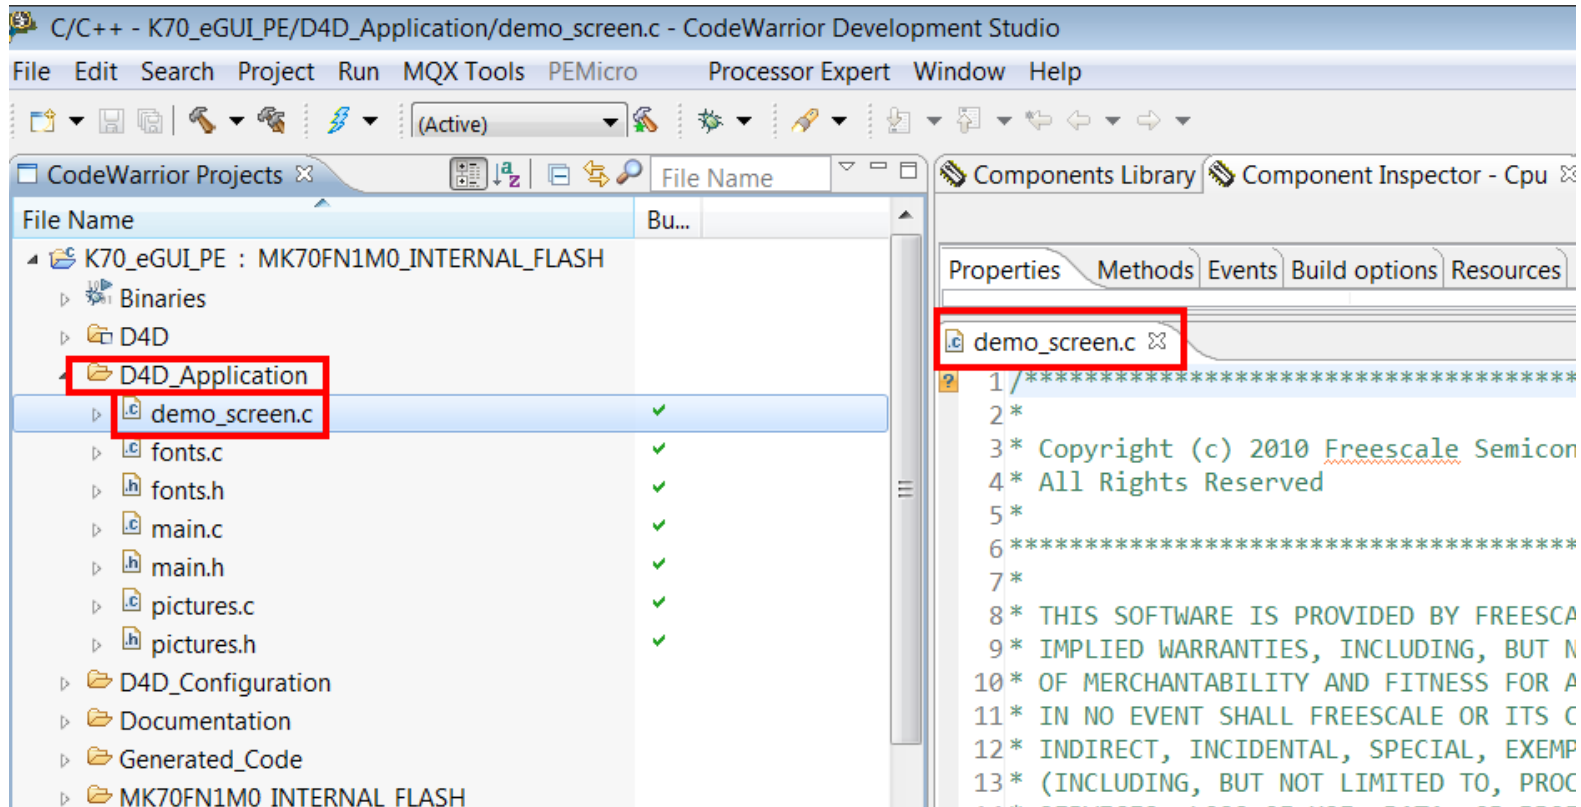 C/C++ - K70_eGUI_PE/D4D_Application/demo_screen.c - CodeWarrior Development Studio
File Edit Search Project Run MQX Tools PEMicro Processor Expert Window Help
(Active)
CodeWarrior Projects
File Name
Components Library
Component Inspector - Cpu
File Name Bu...
K70_eGUI_PE : MK70FN1M0_INTERNAL_FLASH
Binaries
D4D
D4D_Application
demo_screen.c
fonts.c
fonts.h
main.c
main.h
pictures.c
pictures.h
D4D_Configuration
Documentation
Generated_Code
MK70FN1M0_INTERNAL_FLASH
Properties Methods Events Build options Resources
demo_screen.c
1 /*************************************
2 *
3 * Copyright (c) 2010 Freescale Semicon
4 * All Rights Reserved
5 *
6 **************************************
7 *
8 * THIS SOFTWARE IS PROVIDED BY FREESCA
9 * IMPLIED WARRANTIES, INCLUDING, BUT N
10 * OF MERCHANTABILITY AND FITNESS FOR A
11 * IN NO EVENT SHALL FREESCALE OR ITS C
12 * INDIRECT, INCIDENTAL, SPECIAL, EXEMP
13 * (INCLUDING, BUT NOT LIMITED TO, PROC